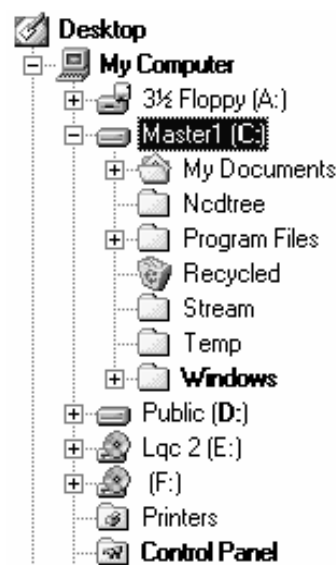 Desktop
My Computer
3½ Floppy (A:)
Master1 (C:)
My Documents
Ncdtree
Program Files
Recycled
Stream
Temp
Windows
Public (D:)
Lqc 2 (E:)
(F:)
Printers
Control Panel